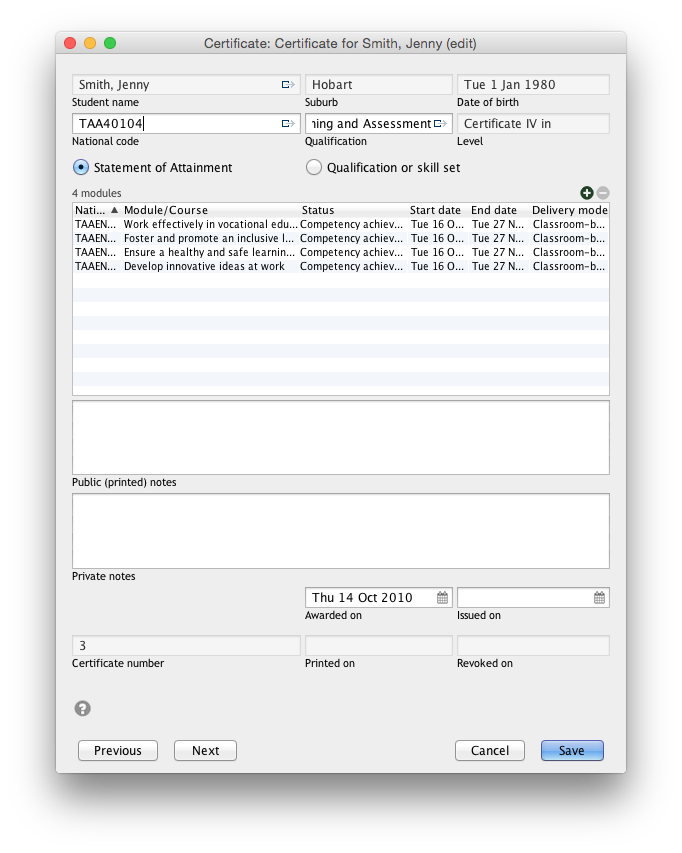 Certificate: Certificate for Smith, Jenny (edit)
Smith, Jenny Hobart Tue 1 Jan 1980
Student name Suburb Date of birth
TAA40104 ning and Assessment Certificate IV in
National code Qualification Level
Statement of Attainment Qualification or skill set
4 modules
Nati... Module/Course Status Start date End date Delivery mode
TAAEN... Work effectively in vocational edu... Competency achiev... Tue 16 O... Tue 27 N... Classroom-b...
TAAEN... Foster and promote an inclusive l... Competency achiev... Tue 16 O... Tue 27 N... Classroom-b...
TAAEN... Ensure a healthy and safe learnin... Competency achiev... Tue 16 O... Tue 27 N... Classroom-b...
TAAEN... Develop innovative ideas at work Competency achiev... Tue 16 O... Tue 27 N... Classroom-b...
Public (printed) notes
Private notes
Thu 14 Oct 2010
Awarded on Issued on
3
Certificate number Printed on Revoked on
?
Previous Next Cancel Save